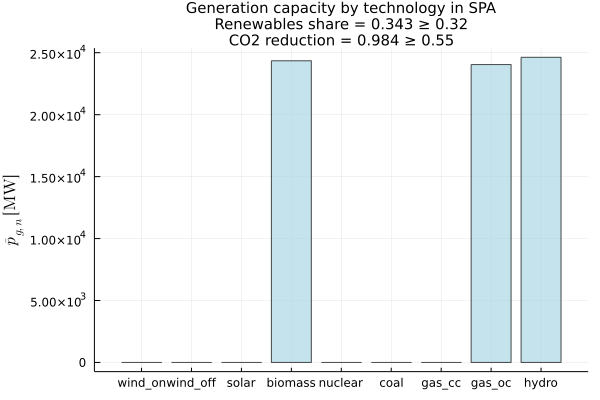 Generation capacity by technology in SPA
Renewables share = 0.343 ≥ 0.32
CO2 reduction = 0.984 ≥ 0.55
p̄_{g,n} [MW]
2.50×10⁴
2.00×10⁴
1.50×10⁴
1.00×10⁴
5.00×10³
0
wind_on wind_off solar biomass nuclear coal gas_cc gas_oc hydro